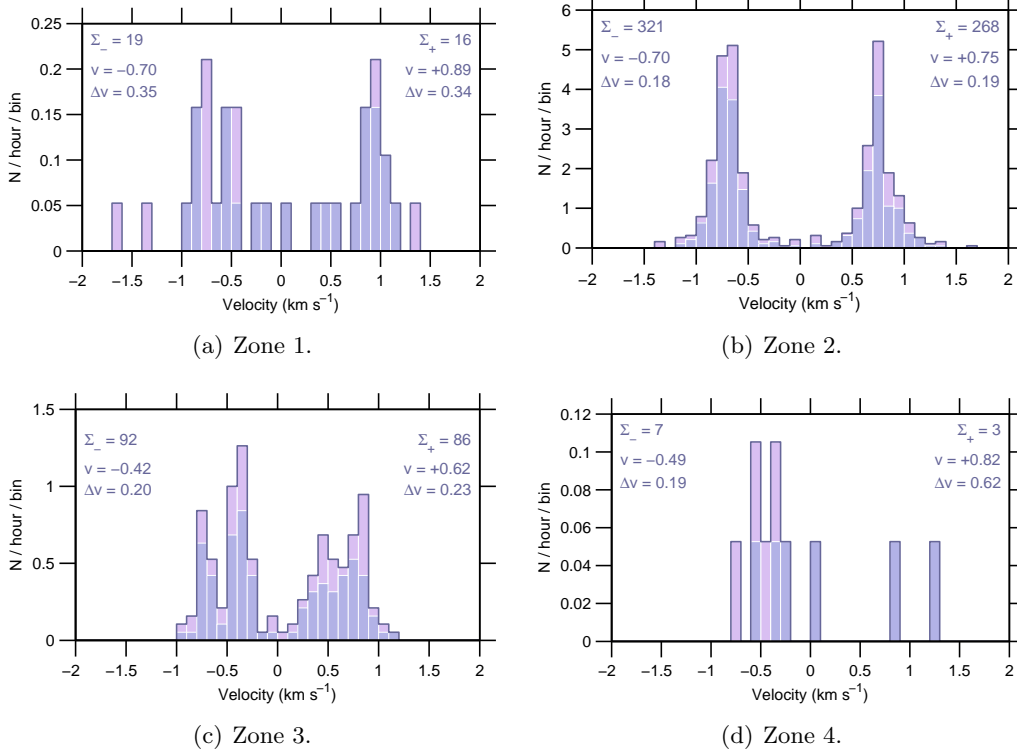 0.25
0.2
0.15
0.1
0.05
0
N / hour / bin
Σ− = 19
v = −0.70
Δv = 0.35
Σ+ = 16
v = +0.89
Δv = 0.34
−2 −1.5 −1 −0.5 0 0.5 1 1.5 2
Velocity (km s−1)
(a) Zone 1.
6
5
4
3
2
1
0
N / hour / bin
Σ− = 321
v = −0.70
Δv = 0.18
Σ+ = 268
v = +0.75
Δv = 0.19
−2 −1.5 −1 −0.5 0 0.5 1 1.5 2
Velocity (km s−1)
(b) Zone 2.
1.5
1
0.5
0
N / hour / bin
Σ− = 92
v = −0.42
Δv = 0.20
Σ+ = 86
v = +0.62
Δv = 0.23
−2 −1.5 −1 −0.5 0 0.5 1 1.5 2
Velocity (km s−1)
(c) Zone 3.
0.12
0.1
0.08
0.06
0.04
0.02
0
N / hour / bin
Σ− = 7
v = −0.49
Δv = 0.19
Σ+ = 3
v = +0.82
Δv = 0.62
−2 −1.5 −1 −0.5 0 0.5 1 1.5 2
Velocity (km s−1)
(d) Zone 4.